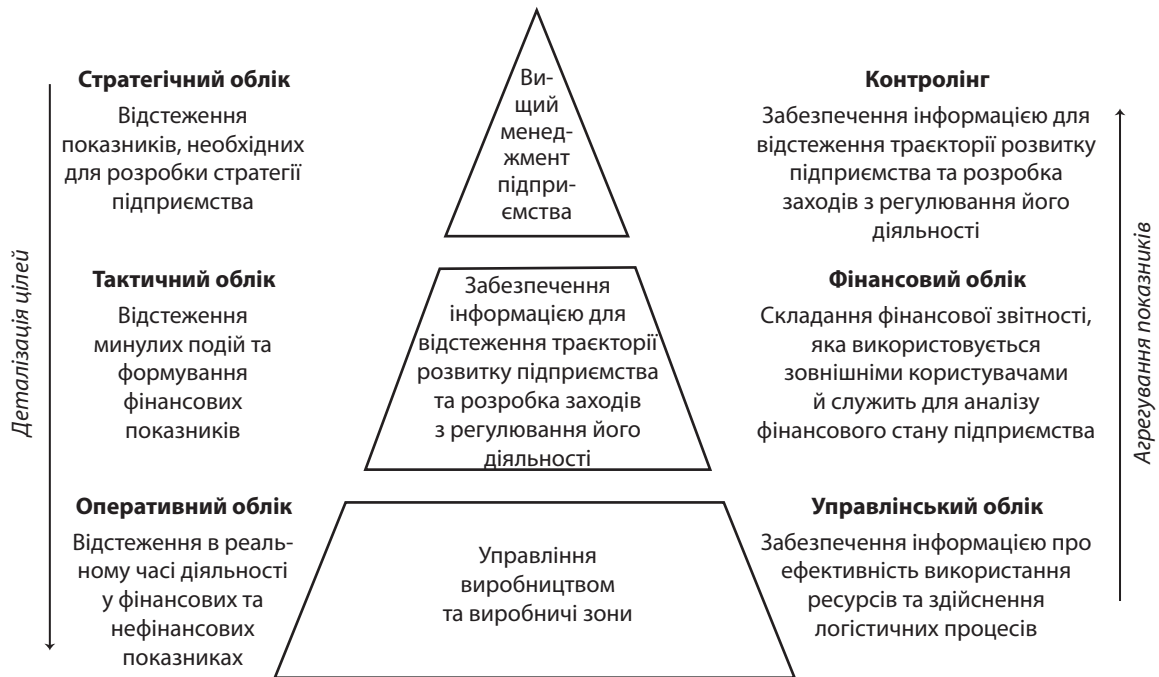 Деталізація цілей
Стратегічний облік
Відстеження
показників, необхідних
для розробки стратегії
підприємства
Ви-
щий
менед-
жмент
підпри-
ємства
Контролінг
Забезпечення інформацією для
відстеження траєкторії розвитку
підприємства та розробка
заходів з регулювання його
діяльності
Тактичний облік
Відстеження
минулих подій та
формування
фінансових
показників
Забезпечення
інформацією для
відстеження траєкторії
розвитку підприємства
та розробка заходів
з регулювання його
діяльності
Фінансовий облік
Складання фінансової звітності,
яка використовується
зовнішніми користувачами
й служить для аналізу
фінансового стану підприємства
Оперативний облік
Відстеження в реаль-
ному часі діяльності
у фінансових та
нефінансових
показниках
Управління
виробництвом
та виробничі зони
Управлінський облік
Забезпечення інформацією про
ефективність використання
ресурсів та здійснення
логістичних процесів
Агрегування показників